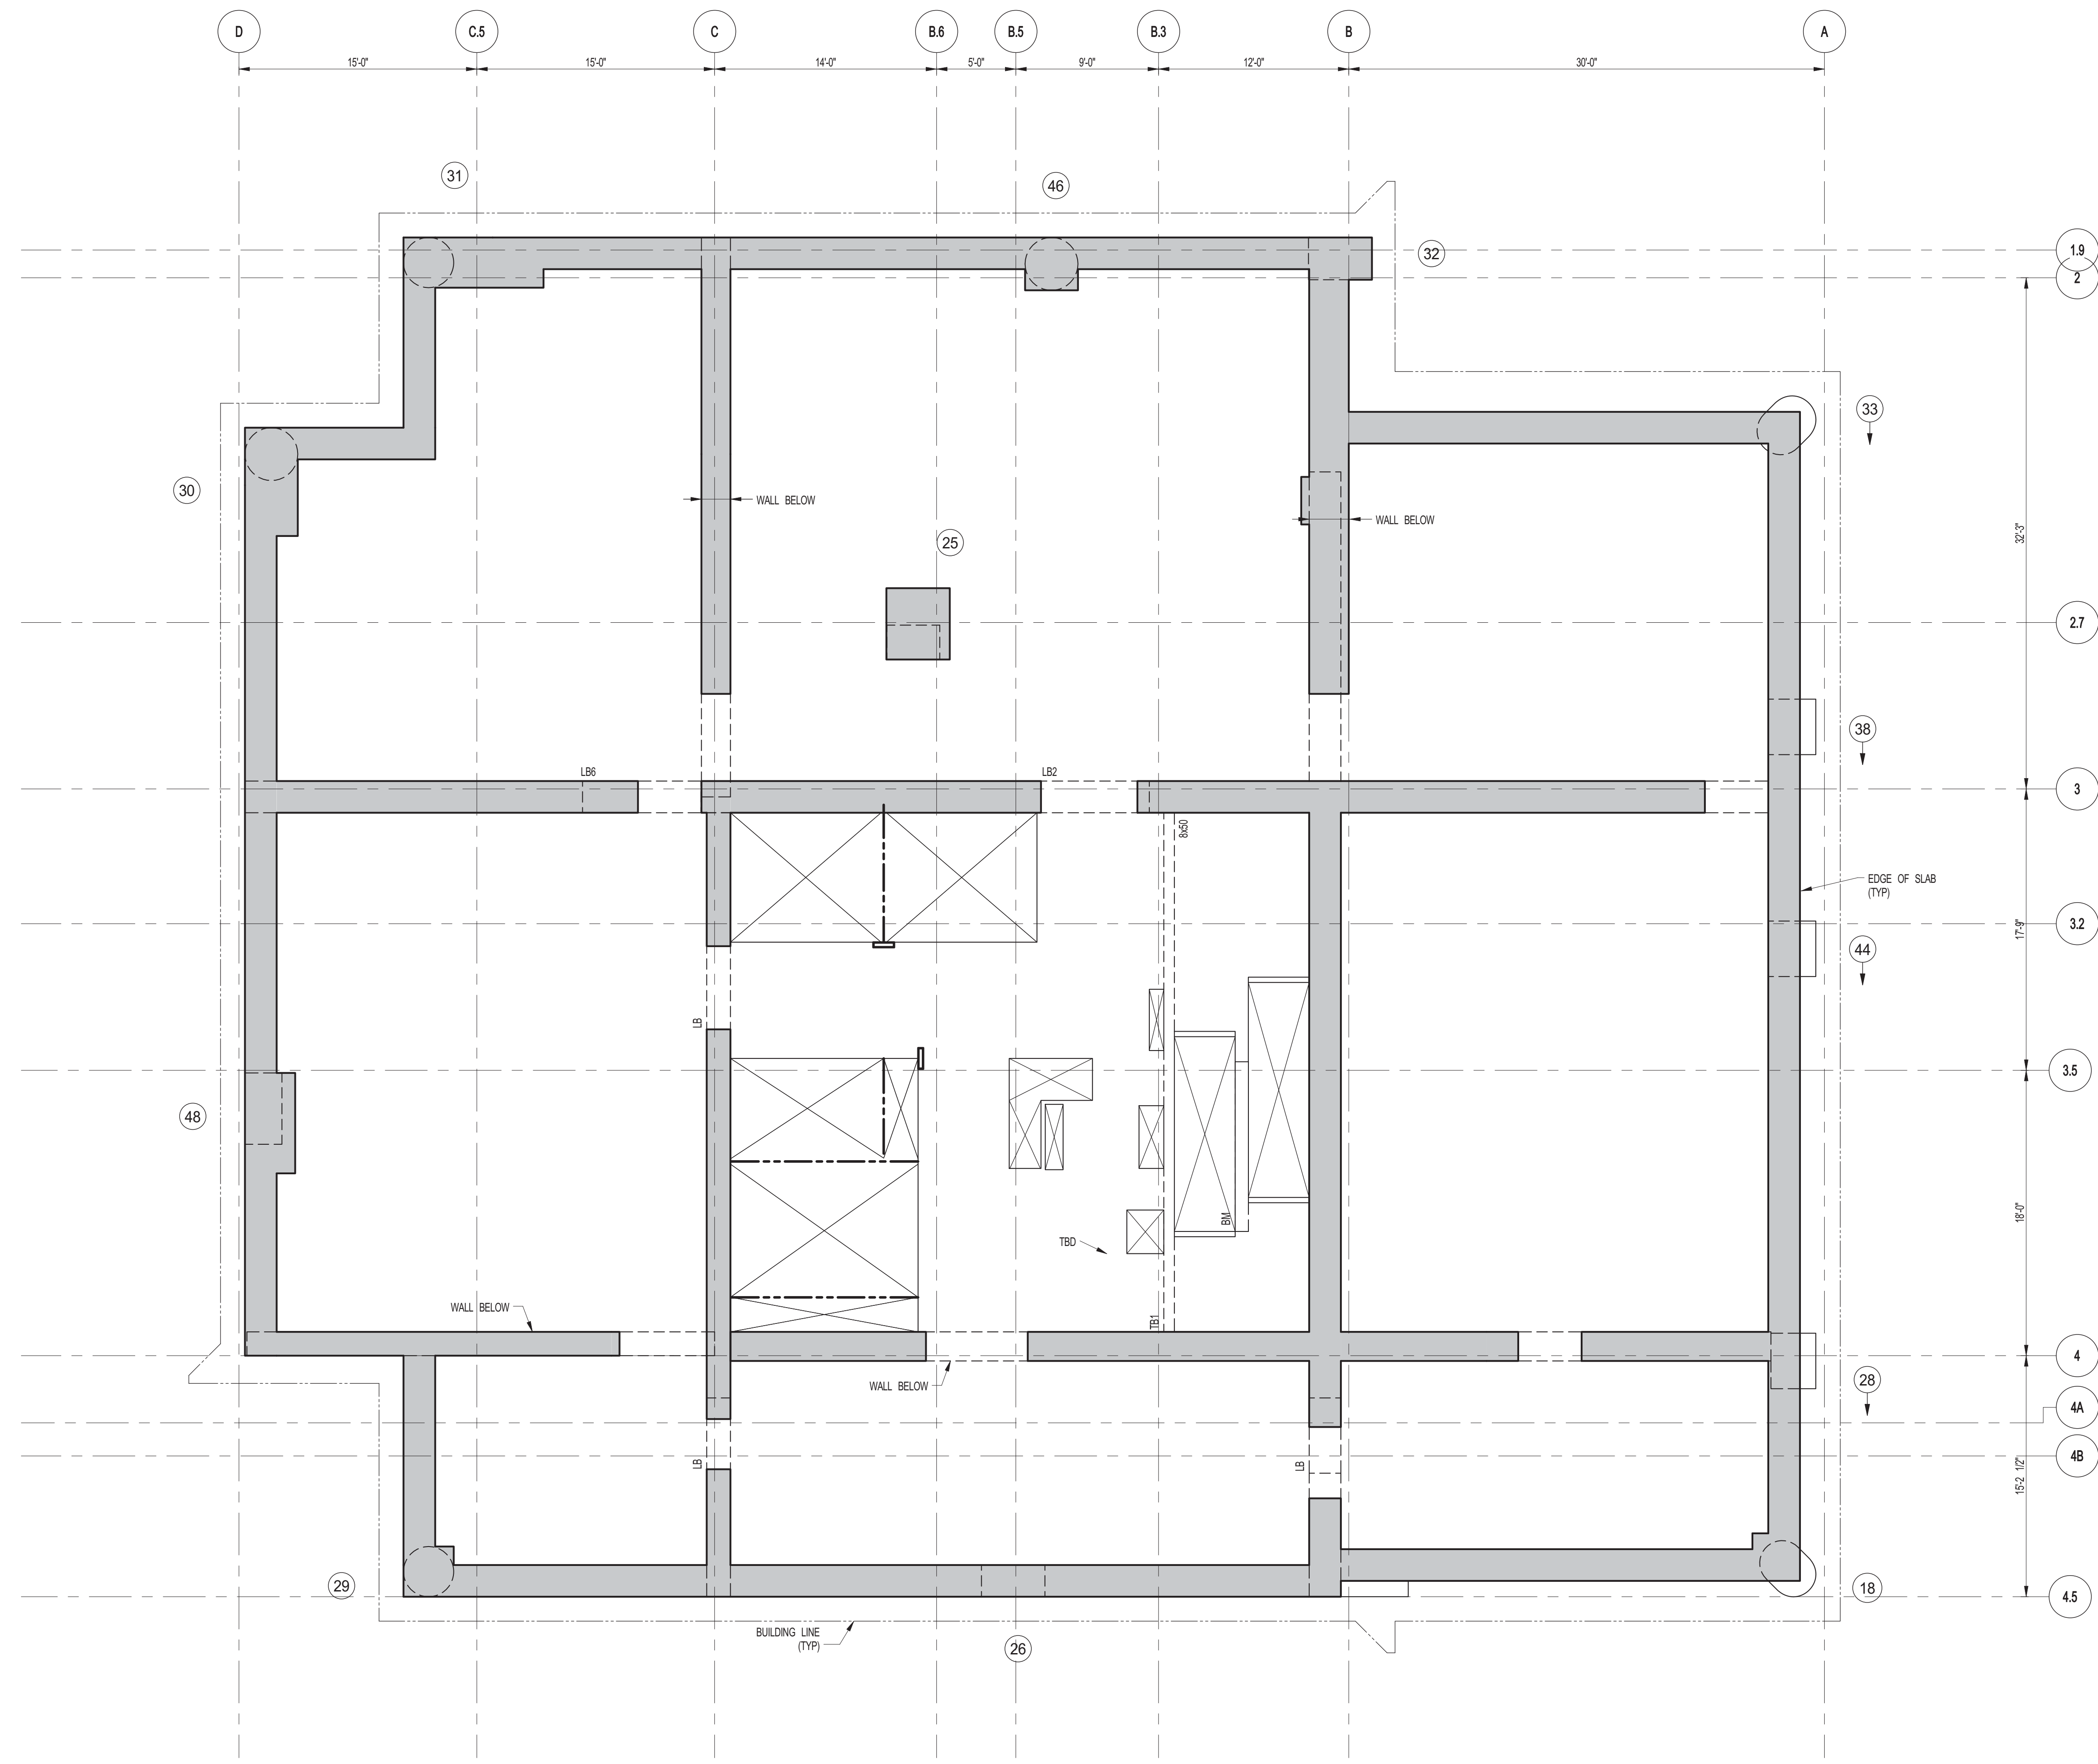 D
C.5
C
B.6
B.5
B.3
B
A
15'-0"
15'-0"
14'-0"
5'-0"
9'-0"
12'-0"
30'-0"
31
46
32
1.9
2
33
30
WALL BELOW
WALL BELOW
25
32'-3"
2.7
38
LB6
LB2
3
8x50
EDGE OF SLAB
(TYP)
3.2
17'-9"
44
LB
3.5
48
18'-0"
BM
TBD
WALL BELOW
TB1
4
WALL BELOW
28
4A
LB
LB
4B
15'-2 1/2"
29
18
4.5
BUILDING LINE
(TYP)
26